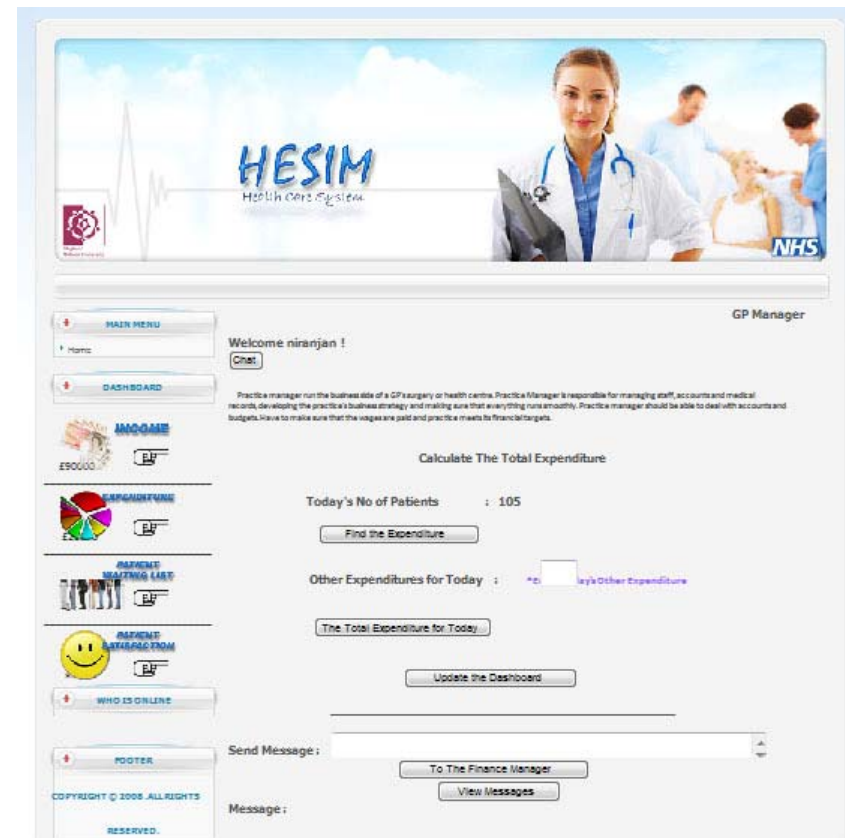 HESIM
Health Care System
NHS
GP Manager
MAIN MENU
Home
Welcome niranjan !
Chat
DASHBOARD
Practice manager run the business side of a GP's surgery or health centre. Practice Manager is responsible for managing staff, accounts and medical
records, developing the practice's business strategy and making sure that everything runs smoothly. Practice manager should be able to deal with accounts and
budgets. Have to make sure that the wages are paid and practice meets its financial targets.
INCOME
£90000
Calculate The Total Expenditure
EXPENDITURE
Today's No of Patients : 105
Find the Expenditure
PATIENT
WAITING LIST
Other Expenditures for Today : Other Expenditure
The Total Expenditure for Today
PATIENT
SATISFACTION
Update the Dashboard
WHO IS ONLINE
Send Message :
FOOTER
To The Finance Manager
View Messages
COPYRIGHT © 2008. ALL RIGHTS
RESERVED.
Message :